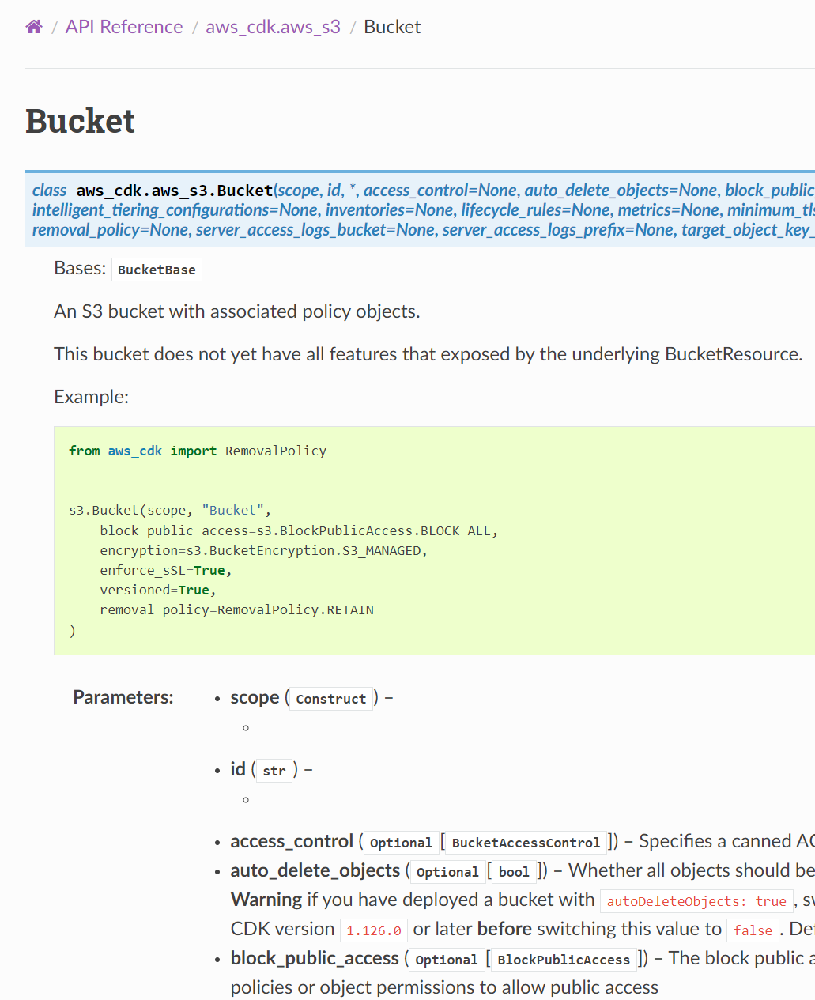 / API Reference / aws_cdk.aws_s3 / Bucket
Bucket
class aws_cdk.aws_s3.Bucket(scope, id, *, access_control=None, auto_delete_objects=None, block_public
intelligent_tiering_configurations=None, inventories=None, lifecycle_rules=None, metrics=None, minimum_tls
removal_policy=None, server_access_logs_bucket=None, server_access_logs_prefix=None, target_object_key_
Bases: BucketBase
An S3 bucket with associated policy objects.
This bucket does not yet have all features that exposed by the underlying BucketResource.
Example:
from aws_cdk import RemovalPolicy
s3.Bucket(scope, "Bucket",
block_public_access=s3.BlockPublicAccess.BLOCK_ALL,
encryption=s3.BucketEncryption.S3_MANAGED,
enforce_sSL=True,
versioned=True,
removal_policy=RemovalPolicy.RETAIN
)
Parameters:
• scope (Construct) –
• id (str) –
• access_control (Optional[BucketAccessControl]) – Specifies a canned AC
• auto_delete_objects (Optional[bool]) – Whether all objects should be
Warning if you have deployed a bucket with autoDeleteObjects: true, sw
CDK version 1.126.0 or later before switching this value to false. Def
• block_public_access (Optional[BlockPublicAccess]) – The block public a
policies or object permissions to allow public access